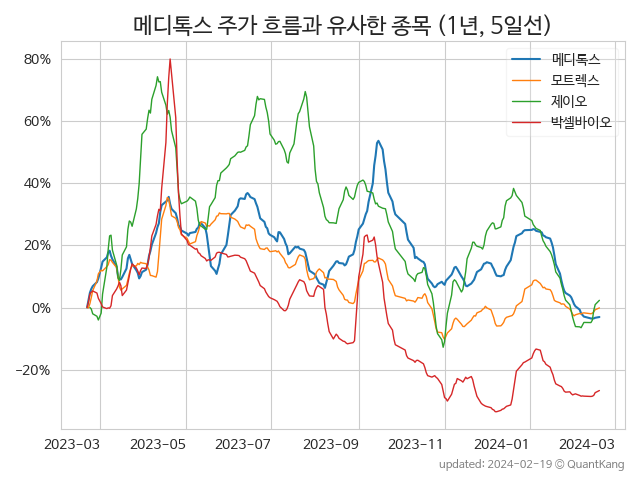 메디톡스 주가 흐름과 유사한 종목 (1년, 5일선)
메디톡스
모트렉스
제이오
박셀바이오
80%
60%
40%
20%
0%
−20%
2023-03 2023-05 2023-07 2023-09 2023-11 2024-01 2024-03
updated: 2024-02-19 © QuantKang